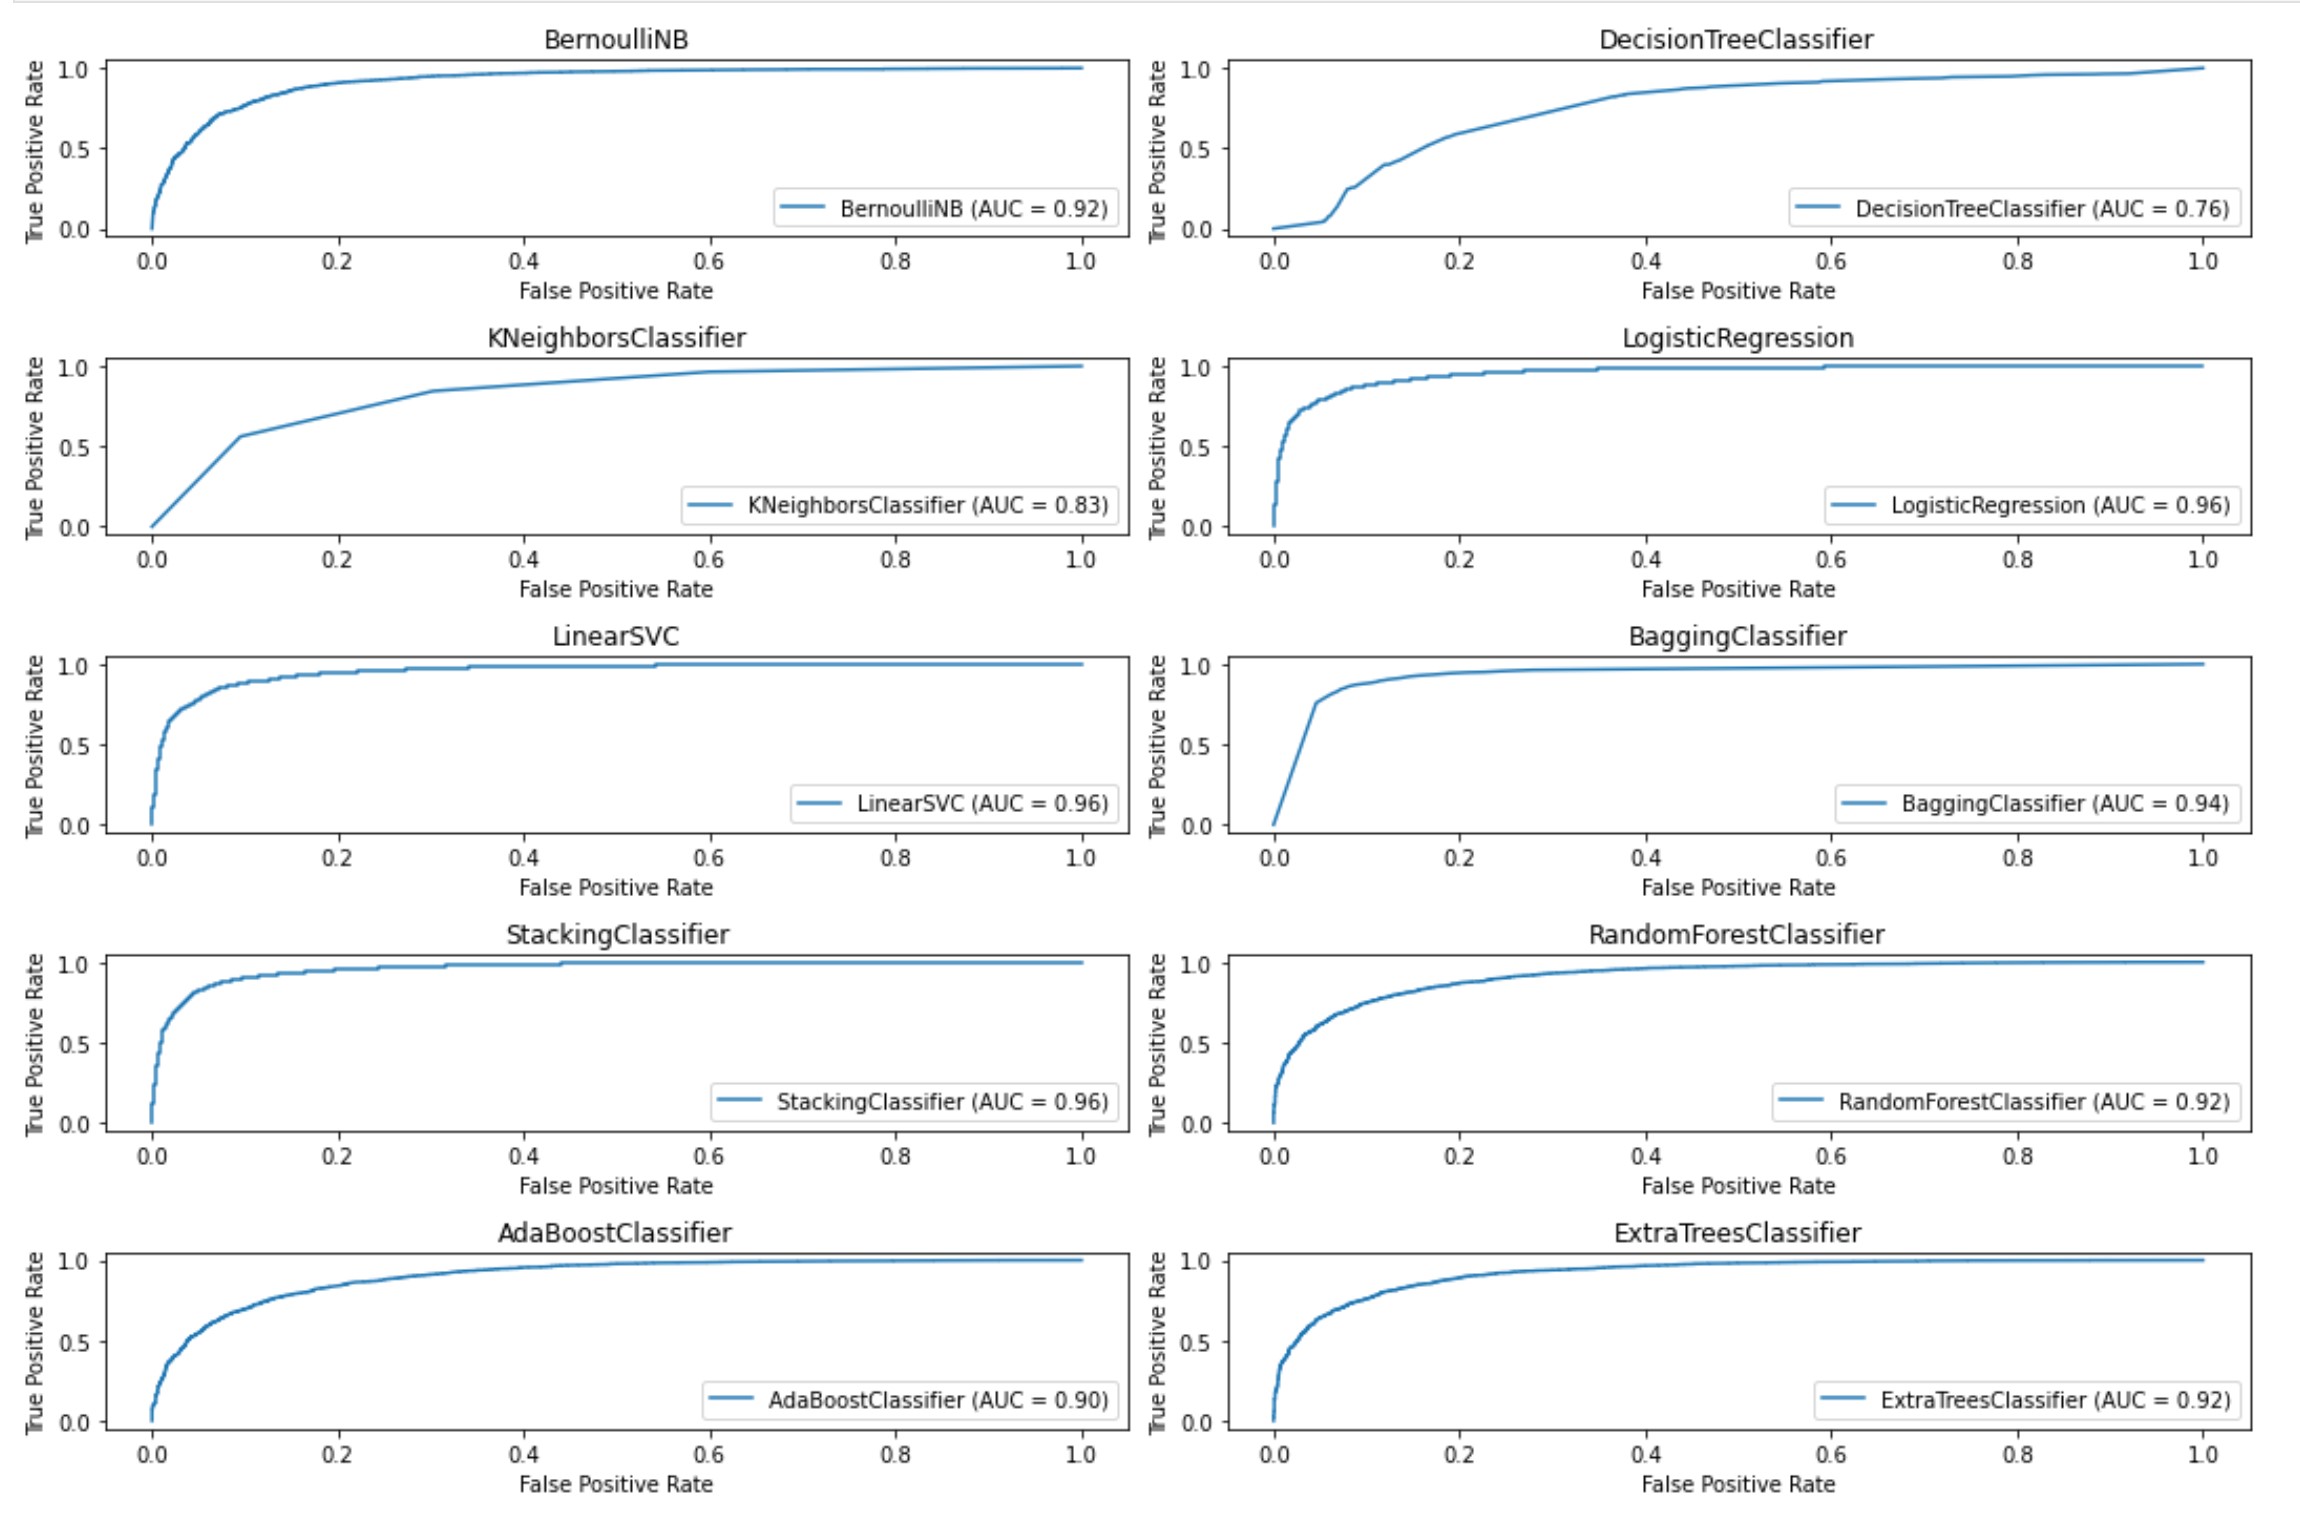 BernoulliNB
True Positive Rate
1.0
0.5
0.0
BernoulliNB (AUC = 0.92)
0.0 0.2 0.4 0.6 0.8 1.0
False Positive Rate
DecisionTreeClassifier
True Positive Rate
1.0
0.5
0.0
DecisionTreeClassifier (AUC = 0.76)
0.0 0.2 0.4 0.6 0.8 1.0
False Positive Rate
KNeighborsClassifier
True Positive Rate
1.0
0.5
0.0
KNeighborsClassifier (AUC = 0.83)
0.0 0.2 0.4 0.6 0.8 1.0
False Positive Rate
LogisticRegression
True Positive Rate
1.0
0.5
0.0
LogisticRegression (AUC = 0.96)
0.0 0.2 0.4 0.6 0.8 1.0
False Positive Rate
LinearSVC
True Positive Rate
1.0
0.5
0.0
LinearSVC (AUC = 0.96)
0.0 0.2 0.4 0.6 0.8 1.0
False Positive Rate
BaggingClassifier
True Positive Rate
1.0
0.5
0.0
BaggingClassifier (AUC = 0.94)
0.0 0.2 0.4 0.6 0.8 1.0
False Positive Rate
StackingClassifier
True Positive Rate
1.0
0.5
0.0
StackingClassifier (AUC = 0.96)
0.0 0.2 0.4 0.6 0.8 1.0
False Positive Rate
RandomForestClassifier
True Positive Rate
1.0
0.5
0.0
RandomForestClassifier (AUC = 0.92)
0.0 0.2 0.4 0.6 0.8 1.0
False Positive Rate
AdaBoostClassifier
True Positive Rate
1.0
0.5
0.0
AdaBoostClassifier (AUC = 0.90)
0.0 0.2 0.4 0.6 0.8 1.0
False Positive Rate
ExtraTreesClassifier
True Positive Rate
1.0
0.5
0.0
ExtraTreesClassifier (AUC = 0.92)
0.0 0.2 0.4 0.6 0.8 1.0
False Positive Rate